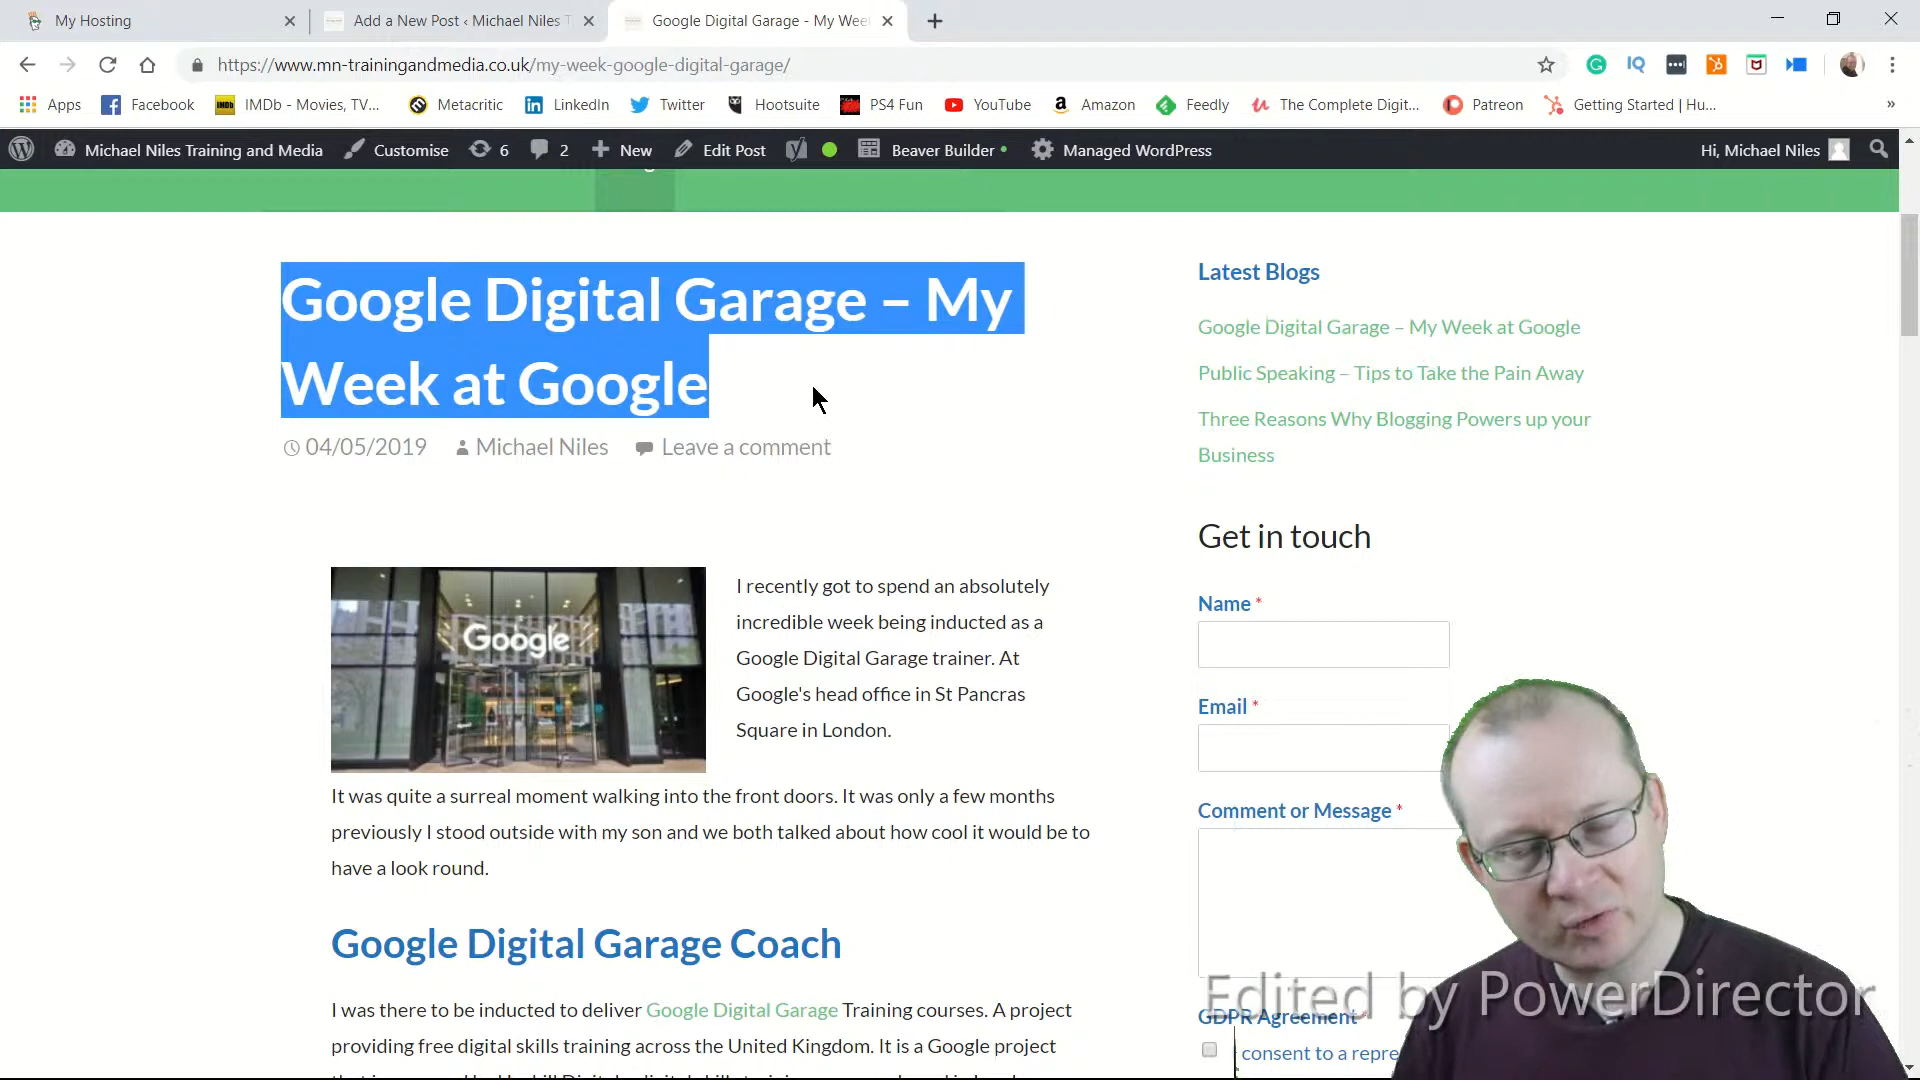 My Hosting
Add a New Post ‹ Michael Niles T
Google Digital Garage - My Wee
https://www.mn-trainingandmedia.co.uk/my-week-google-digital-garage/
Apps Facebook IMDb - Movies, TV... Metacritic LinkedIn Twitter Hootsuite PS4 Fun YouTube Amazon Feedly The Complete Digit... Patreon Getting Started | Hu... »
Michael Niles Training and Media Customise 6 2 New Edit Post Beaver Builder Managed WordPress Hi, Michael Niles
Google Digital Garage – My
Week at Google
04/05/2019 Michael Niles Leave a comment
Google
I recently got to spend an absolutely
incredible week being inducted as a
Google Digital Garage trainer. At
Google's head office in St Pancras
Square in London.
It was quite a surreal moment walking into the front doors. It was only a few months
previously I stood outside with my son and we both talked about how cool it would be to
have a look round.
Google Digital Garage Coach
I was there to be inducted to deliver Google Digital Garage Training courses. A project
providing free digital skills training across the United Kingdom. It is a Google project
Latest Blogs
Google Digital Garage – My Week at Google
Public Speaking – Tips to Take the Pain Away
Three Reasons Why Blogging Powers up your
Business
Get in touch
Name *
Email *
Comment or Message *
GDPR Agreement *
consent to a repre
Edited by PowerDirector